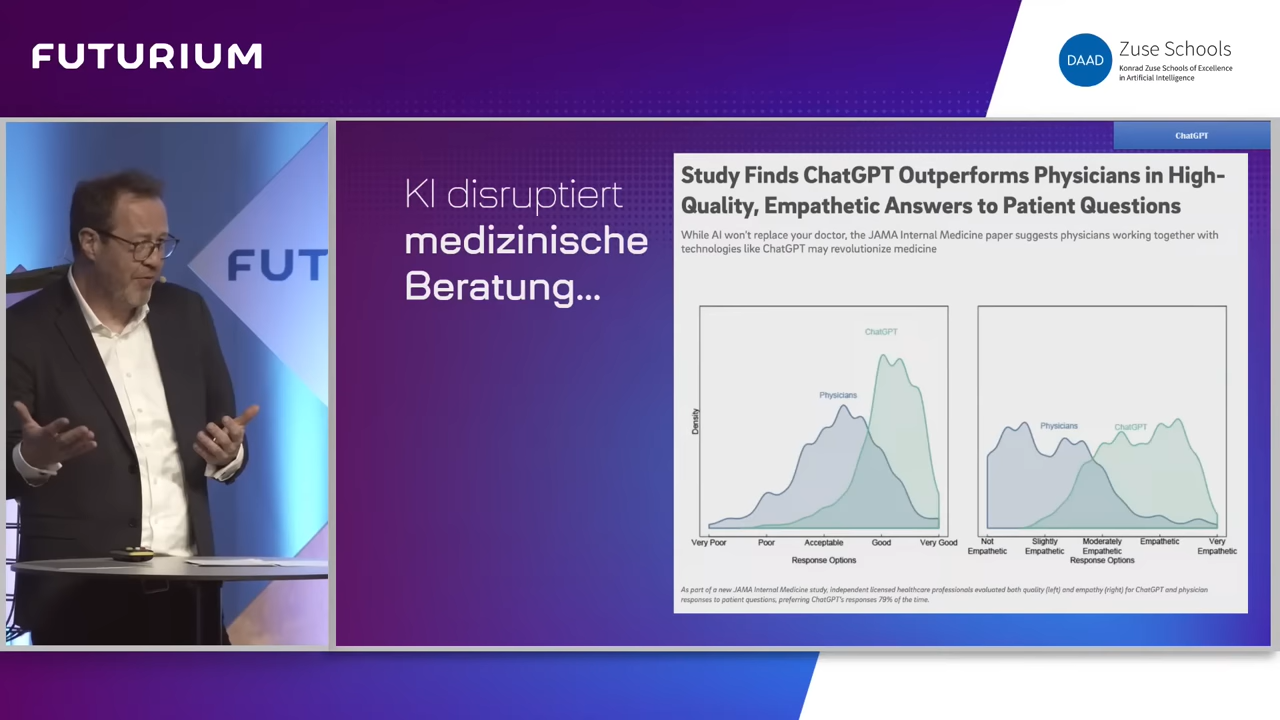 FUTURIUM
DAAD
Zuse Schools
Konrad Zuse Schools of Excellence
in Artificial Intelligence
FUT
KI disruptiert
medizinische
Beratung...
ChatGPT
Study Finds ChatGPT Outperforms Physicians in High-
Quality, Empathetic Answers to Patient Questions
While AI won't replace your doctor, the JAMA Internal Medicine paper suggests physicians working together with
technologies like ChatGPT may revolutionize medicine
ChatGPT
Physicians
Density
Very Poor Poor Acceptable Good Very Good
Response Options
Physicians
ChatGPT
Not Slightly Moderately Empathetic Very
Empathetic Empathetic Empathetic Empathetic
Response Options
As part of a new JAMA Internal Medicine study, independent licensed healthcare professionals evaluated both quality (left) and empathy (right) for ChatGPT and physician
responses to patient questions, preferring ChatGPT's responses 79% of the time.